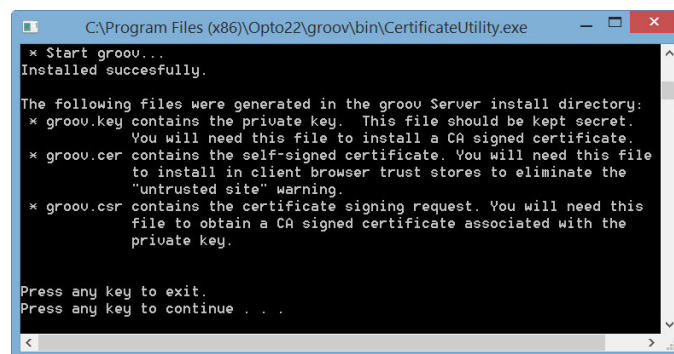 C:\Program Files (x86)\Opto22\groov\bin\CertificateUtility.exe
* Start groov...
Installed succesfully.
The following files were generated in the groov Server install directory:
* groov.key contains the private key. This file should be kept secret.
You will need this file to install a CA signed certificate.
* groov.cer contains the self-signed certificate. You will need this file
to install in client browser trust stores to eliminate the
"untrusted site" warning.
* groov.csr contains the certificate signing request. You will need this
file to obtain a CA signed certificate associated with the
private key.
Press any key to exit.
Press any key to continue . . .